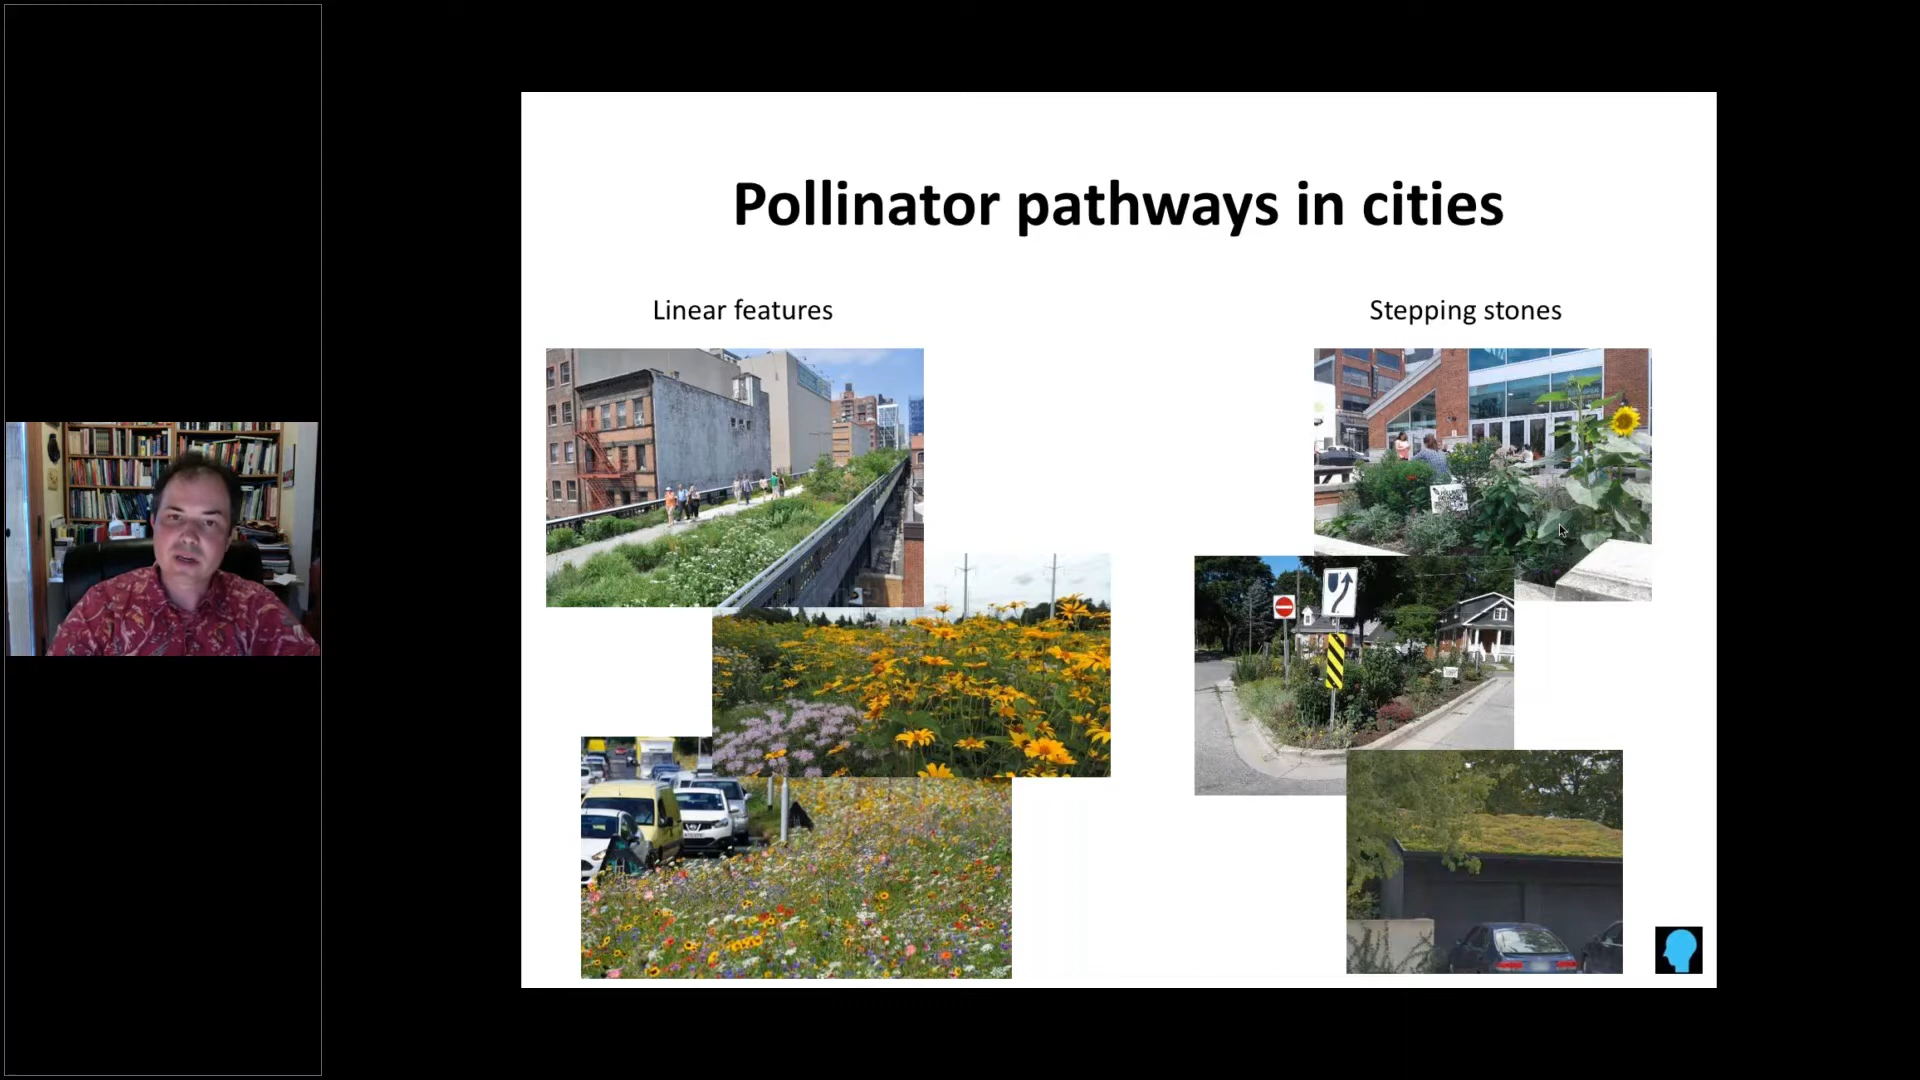 Pollinator pathways in cities
Linear features
Stepping stones